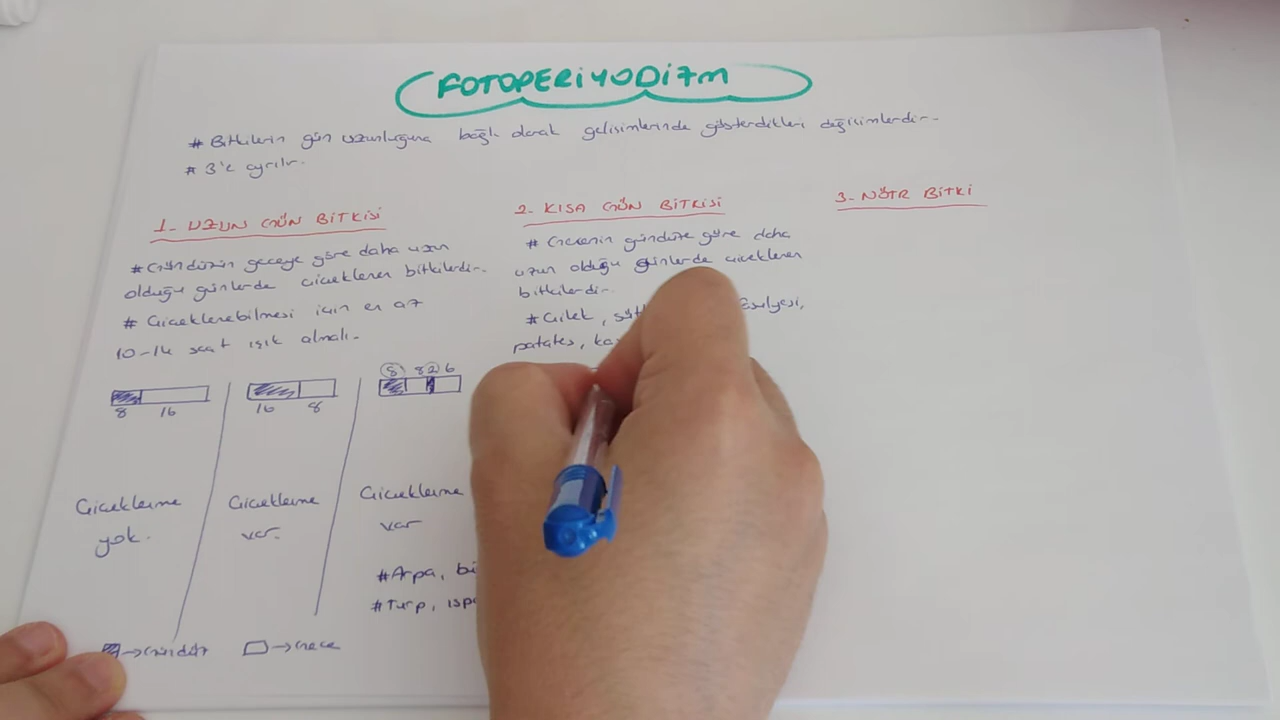 FOTOPERİYODİZM
# Bitkilerin gün uzunluğuna bağlı olarak gelişimlerinde gösterdikleri değişimlerdir.
# 3'e ayrılır.
1- UZUN GÜN BİTKİSİ
# Gündüzün geceye göre daha uzun
olduğu günlerde çiçeklenen bitkilerdir.
# Çiçeklenebilmesi için en az
10-14 saat ışık almalı.
8 16
16 8
8 8 2 6
Çiçeklenme
yok.
Çiçeklenme
var.
Çiçeklenme
var
# Arpa,
# Turp,
→Gündüz
→Gece
2- KISA GÜN BİTKİSİ
# Gecenin gündüze göre daha
uzun olduğu günlerde çiçeklenen
bitkilerdir.
# Çilek,
patates,
3- NÖTR BİTKİ